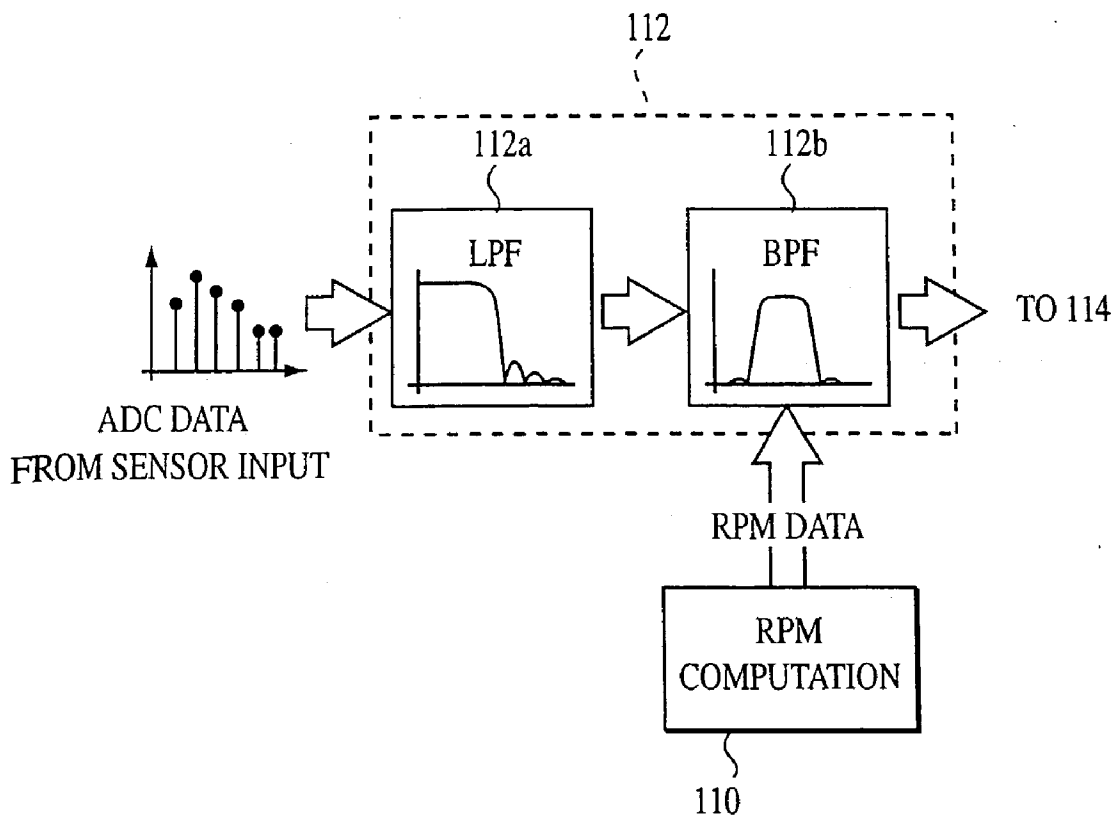 112
112a
112b
LPF
BPF
TO 114
ADC DATA
FROM SENSOR INPUT
RPM DATA
RPM
COMPUTATION
110